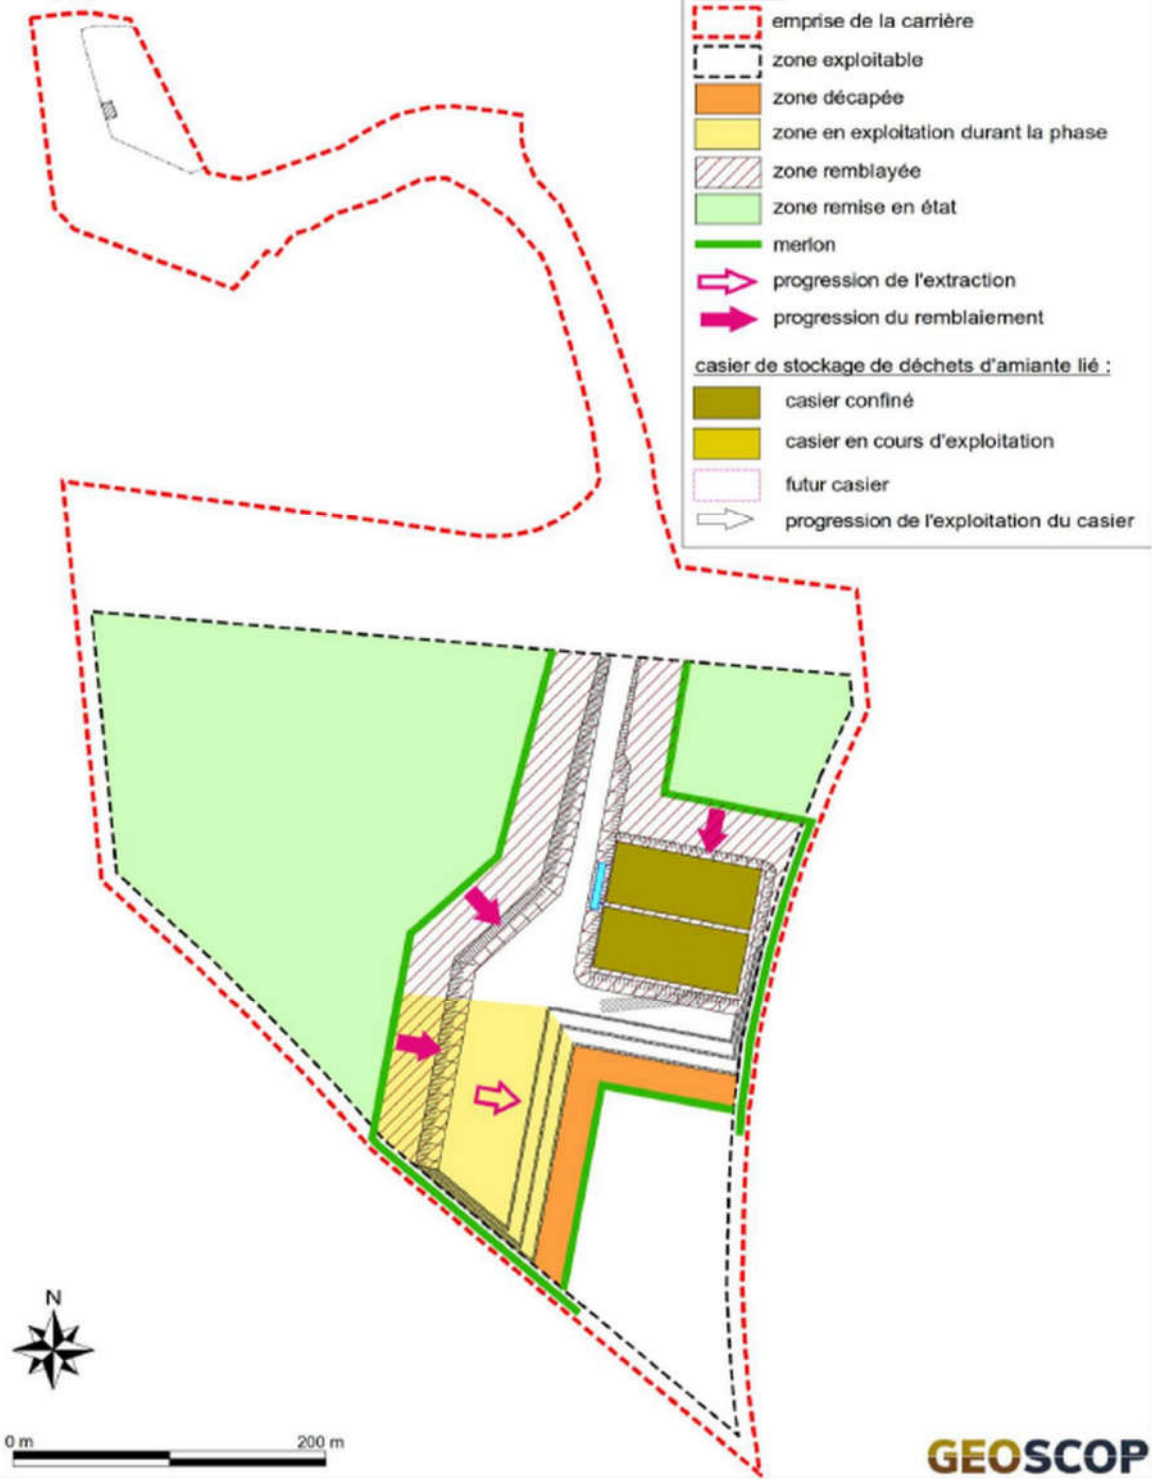 emprise de la carrière
zone exploitable
zone décapée
zone en exploitation durant la phase
zone remblayée
zone remise en état
merlon
progression de l'extraction
progression du remblaiement
casier de stockage de déchets d'amiante lié :
casier confiné
casier en cours d'exploitation
futur casier
progression de l'exploitation du casier
N
0 m 200 m
GEOSCOP